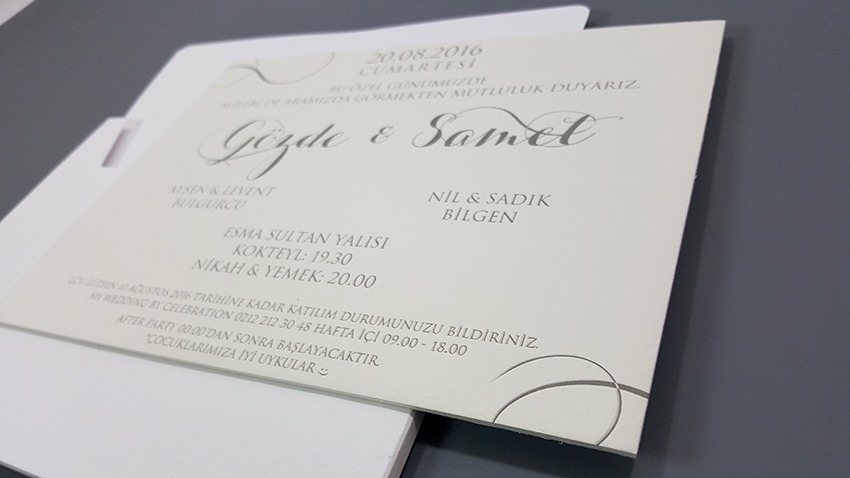 20.08.2016
CUMARTESİ
BU ÖZEL GÜNÜMÜZDE
SİZLERİ DE ARAMIZDA GÖRMEKTEN MUTLULUK DUYARIZ.
Gözde & Samet
AYŞEN & LEVENT
BULGURCU
NİL & SADIK
BİLGEN
ESMA SULTAN YALISI
KOKTEYL: 19.30
NİKAH & YEMEK: 20.00
LCV: LÜTFEN 10 AĞUSTOS 2016 TARİHİNE KADAR KATILIM DURUMUNUZU BİLDİRİNİZ.
MY WEDDING BY CELEBRATION 0212 212 30 48 HAFTA İÇİ 09.00 - 18.00
AFTER PARTY 00:00'DAN SONRA BAŞLAYACAKTIR.
*ÇOCUKLARIMIZA İYİ UYKULAR